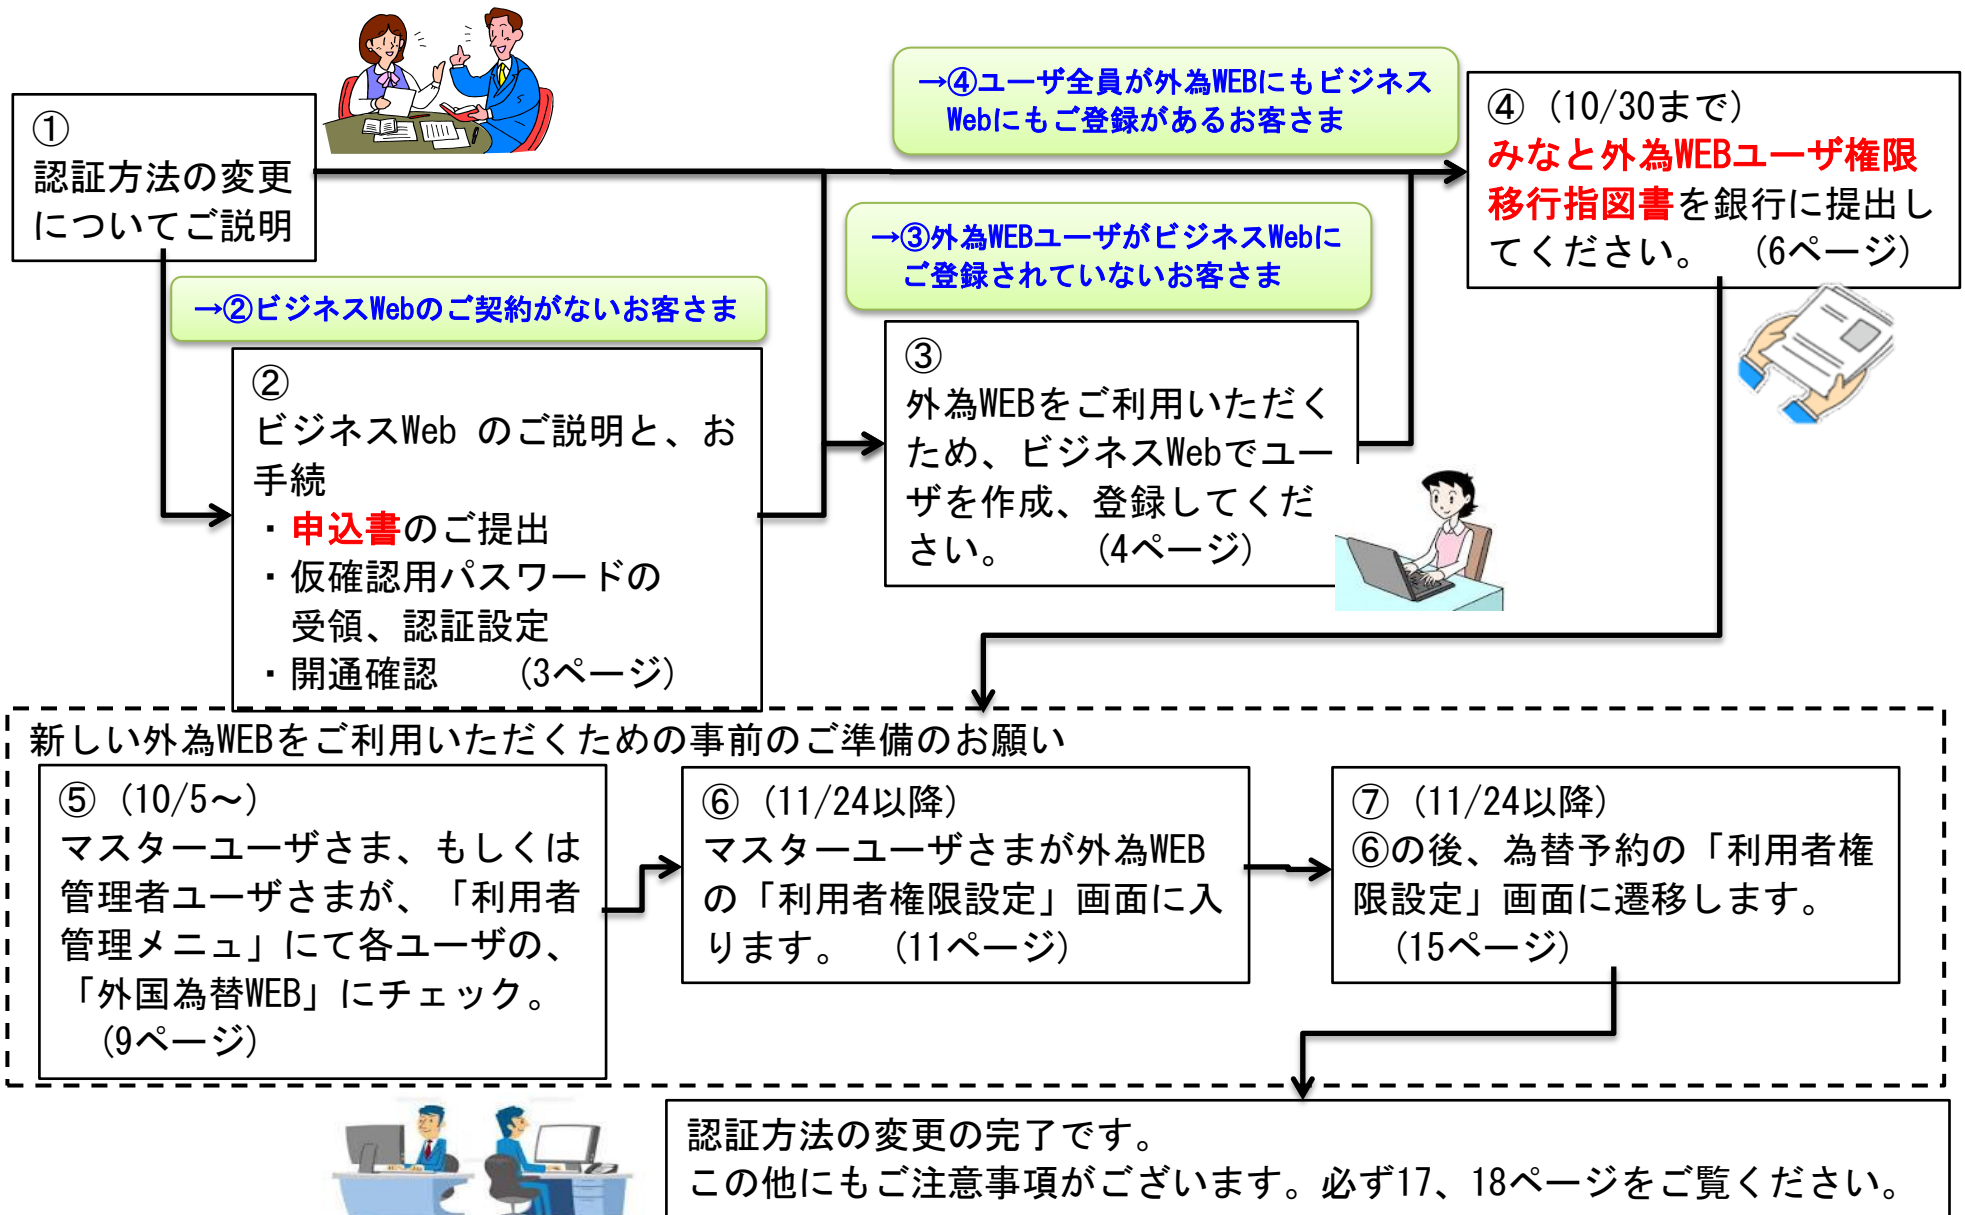 ①
認証方法の変更
についてご説明
→②ビジネスWebのご契約がないお客さま
②
ビジネスWeb のご説明と、お
手続
・申込書のご提出
・仮確認用パスワードの
受領、認証設定
・開通確認 (3ページ)
→③外為WEBユーザがビジネスWebに
ご登録されていないお客さま
③
外為WEBをご利用いただく
ため、ビジネスWebでユー
ザを作成、登録してくだ
さい。 (4ページ)
→④ユーザ全員が外為WEBにもビジネス
Webにもご登録があるお客さま
④ (10/30まで)
みなと外為WEBユーザ権限
移行指図書を銀行に提出し
てください。 (6ページ)
新しい外為WEBをご利用いただくための事前のご準備のお願い
⑤ (10/5～)
マスターユーザさま、もしくは
管理者ユーザさまが、「利用者
管理メニュ」にて各ユーザの、
「外国為替WEB」にチェック。
(9ページ)
⑥ (11/24以降)
マスターユーザさまが外為WEB
の「利用者権限設定」画面に入
ります。 (11ページ)
⑦ (11/24以降)
⑥の後、為替予約の「利用者権
限設定」画面に遷移します。
(15ページ)
認証方法の変更の完了です。
この他にもご注意事項がございます。必ず17、18ページをご覧ください。